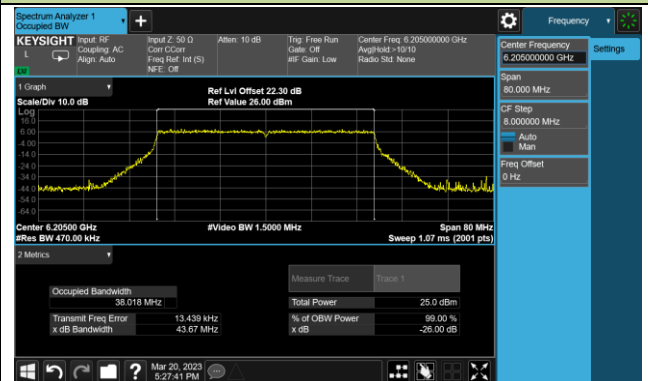 Spectrum Analyzer 1
Occupied BW
Frequency
KEYSIGHT
Input: RF
Coupling: AC
Align: Auto
Input Z: 50 Ω
Corr CCorr
Freq Ref: Int (S)
NFE: Off
Atten: 10 dB
Trig: Free Run
Gate: Off
#IF Gain: Low
Center Freq: 6.205000000 GHz
Avg|Hold:>10/10
Radio Std: None
L
Center Frequency
6.205000000 GHz
Settings
Span
80.000 MHz
CF Step
8.000000 MHz
Auto
Man
Freq Offset
0 Hz
1 Graph
Scale/Div 10.0 dB
Ref Lvl Offset 22.30 dB
Ref Value 26.00 dBm
Log
16.0
6.00
-4.00
-14.0
-24.0
-34.0
-44.0
-54.0
-64.0
Center 6.20500 GHz
#Res BW 470.00 kHz
#Video BW 1.5000 MHz
Span 80 MHz
Sweep 1.07 ms (2001 pts)
2 Metrics
Measure Trace
Trace 1
Occupied Bandwidth
38.018 MHz
Total Power
25.0 dBm
Transmit Freq Error
13.439 kHz
% of OBW Power
99.00 %
x dB Bandwidth
43.67 MHz
x dB
-26.00 dB
Mar 20, 2023
5:27:41 PM